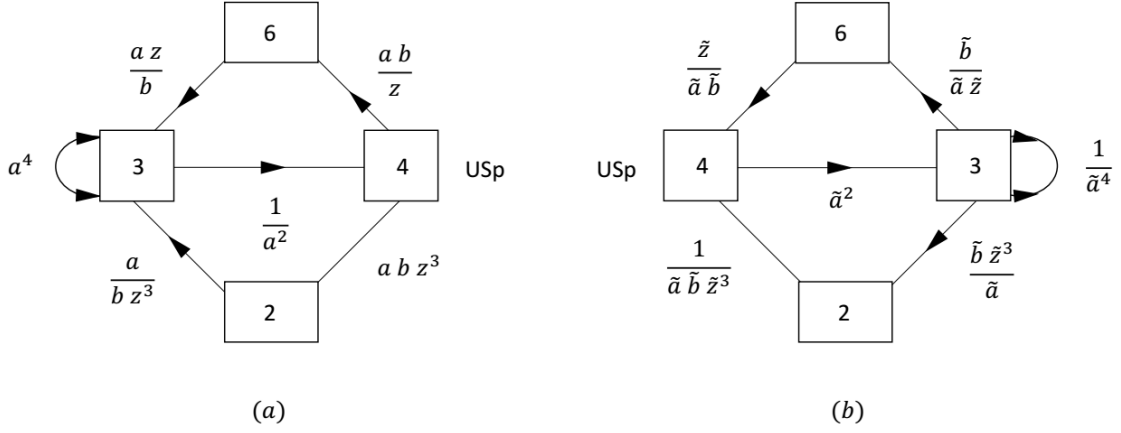 6
a z / b
a b / z
a^4
3
4
USp
1 / a^2
a / b z^3
a b z^3
2
(a)
6
z̃ / ã b̃
b̃ / ã z̃
USp
4
3
1 / ã^4
ã^2
1 / ã b̃ z̃^3
b̃ z̃^3 / ã
2
(b)